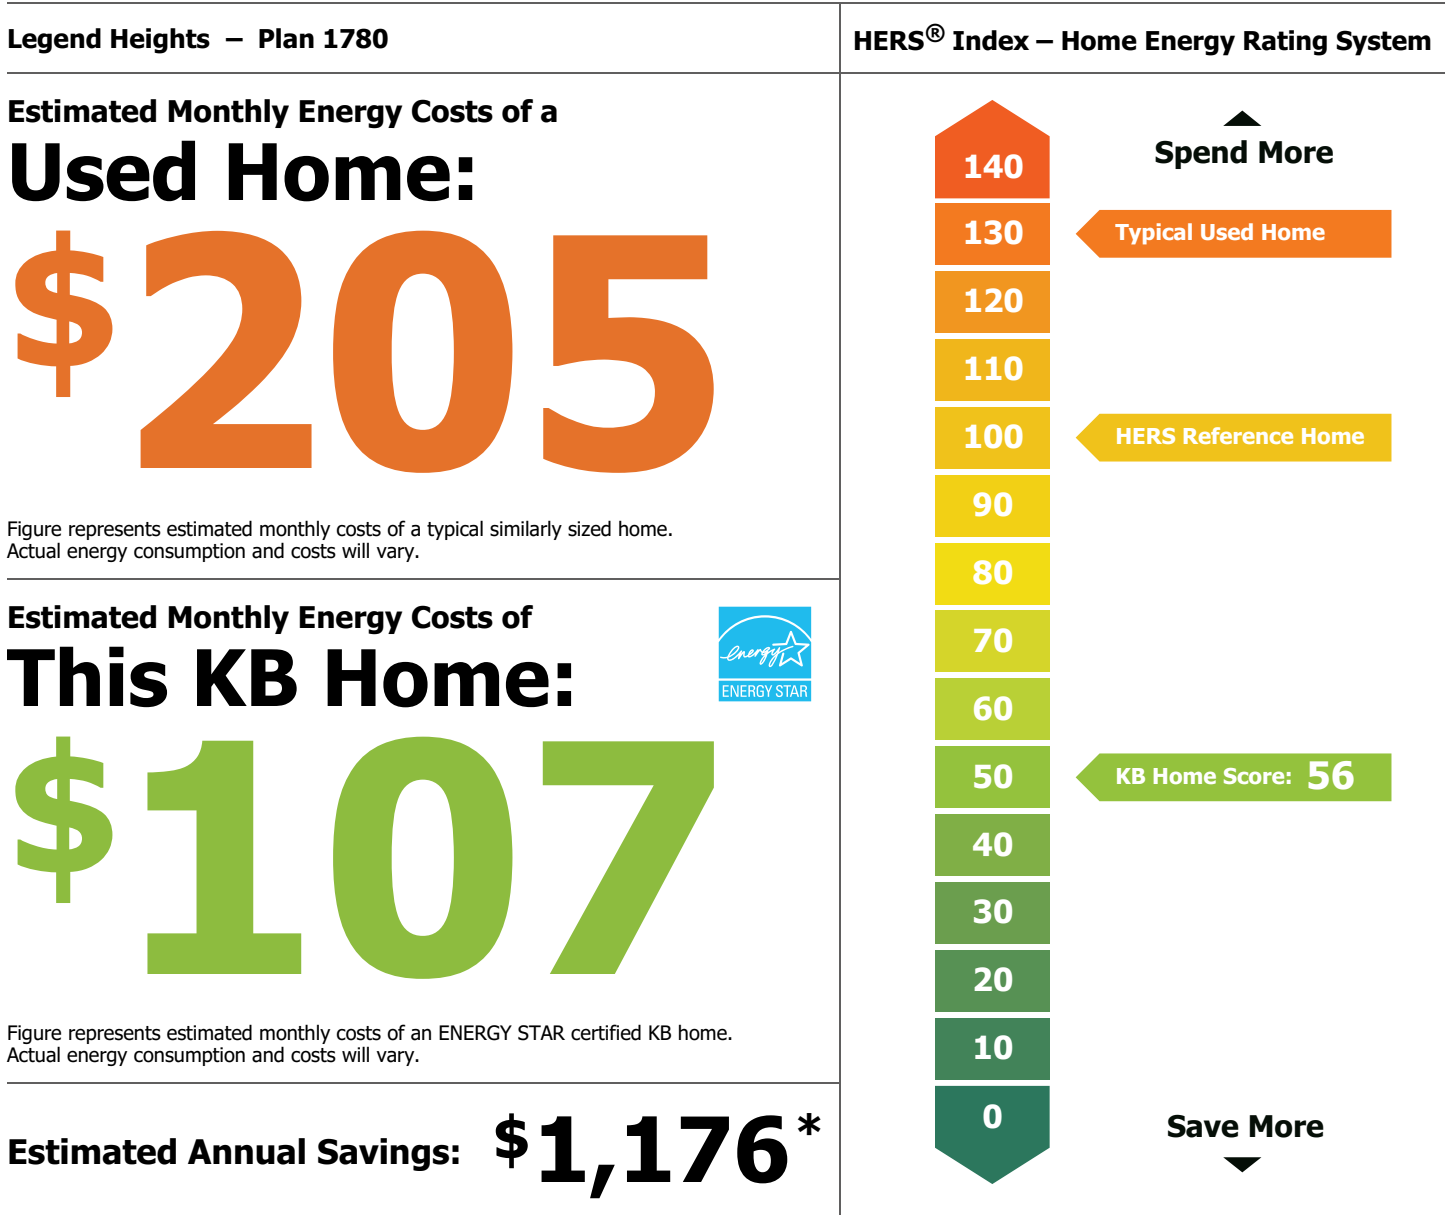 Legend Heights – Plan 1780
Estimated Monthly Energy Costs of a
Used Home:
$205
Figure represents estimated monthly costs of a typical similarly sized home.
Actual energy consumption and costs will vary.
Estimated Monthly Energy Costs of
This KB Home:
energy
ENERGY STAR
$107
Figure represents estimated monthly costs of an ENERGY STAR certified KB home.
Actual energy consumption and costs will vary.
Estimated Annual Savings: $1,176*
HERS® Index – Home Energy Rating System
Spend More
140
130
Typical Used Home
120
110
100
HERS Reference Home
90
80
70
60
50
KB Home Score: 56
40
30
20
10
0
Save More